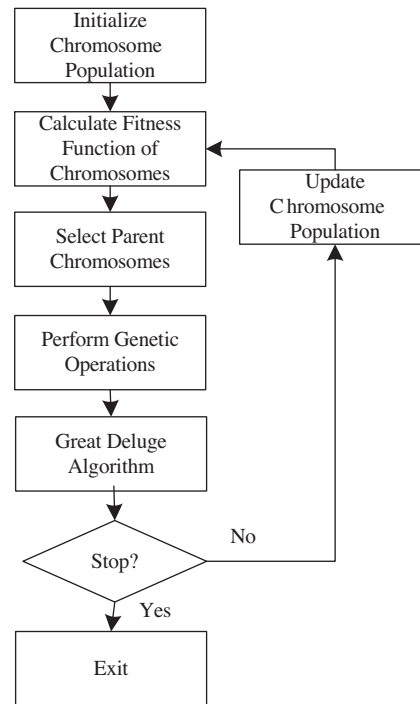 Initialize
Chromosome
Population
Calculate Fitness
Function of
Chromosomes
Update
Chromosome
Population
Select Parent
Chromosomes
Perform Genetic
Operations
Great Deluge
Algorithm
Stop?
No
Yes
Exit